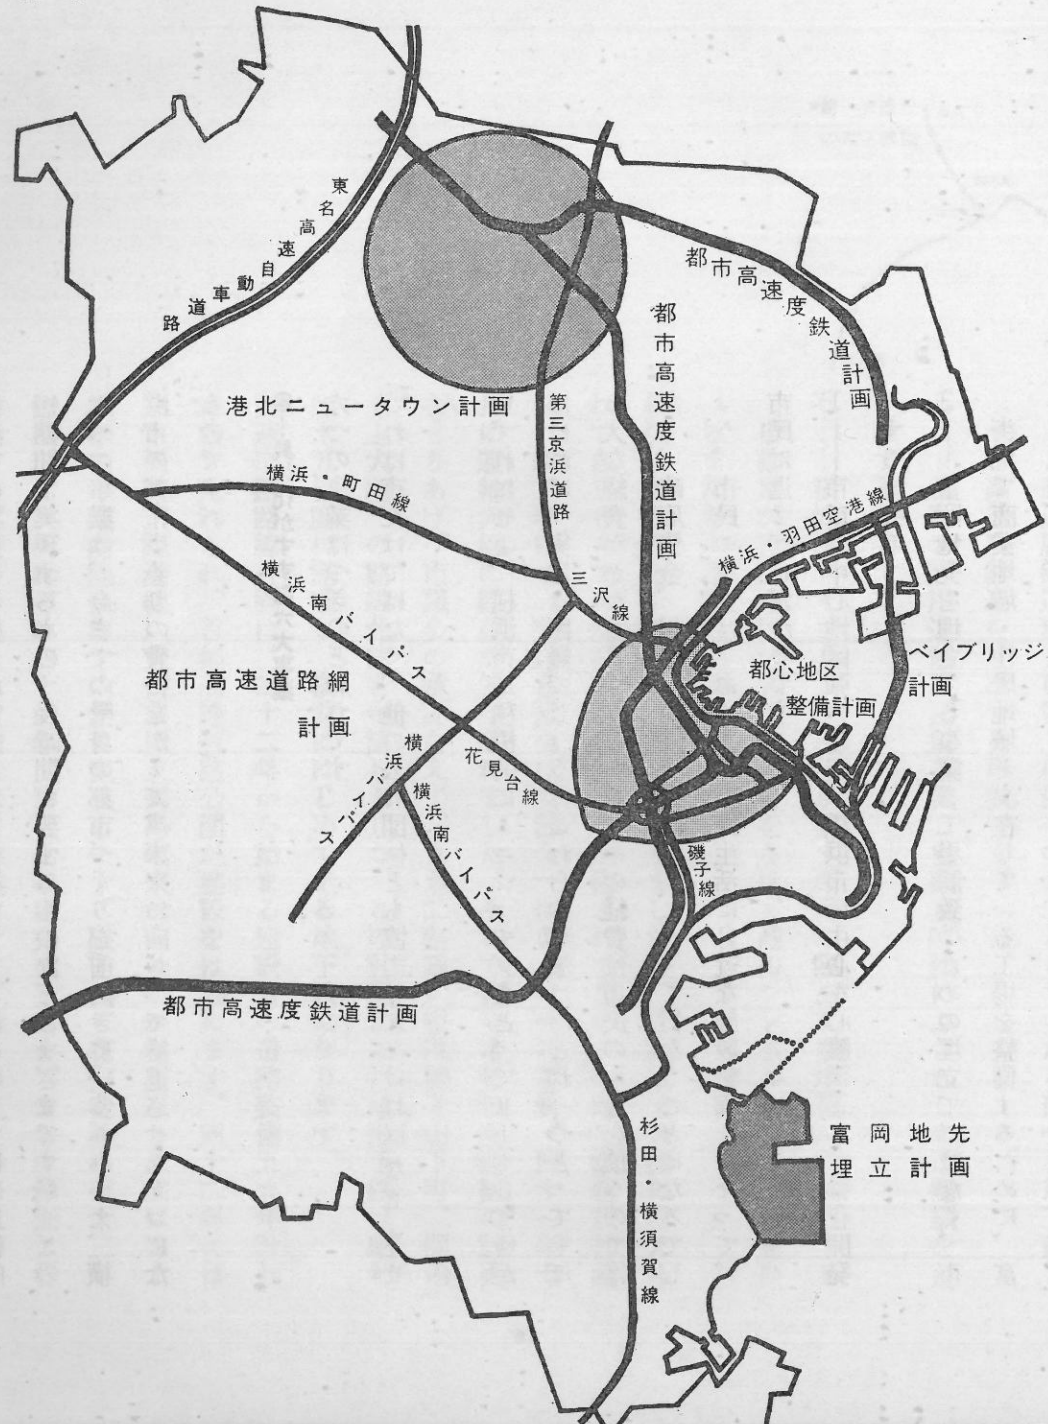 東名高速自動車道路
都市高速度鉄道計画
都市高速度鉄道計画
港北ニュータウン計画
第三京浜道路
横浜・町田線
横浜・羽田空港線
三沢線
横浜南バイパス
ベイブリッジ
計画
都心地区
整備計画
都市高速道路網
計画
花見台線
横浜バイパス
横浜南バイパス
磯子線
都市高速度鉄道計画
杉田・横須賀線
富岡地先
埋立計画